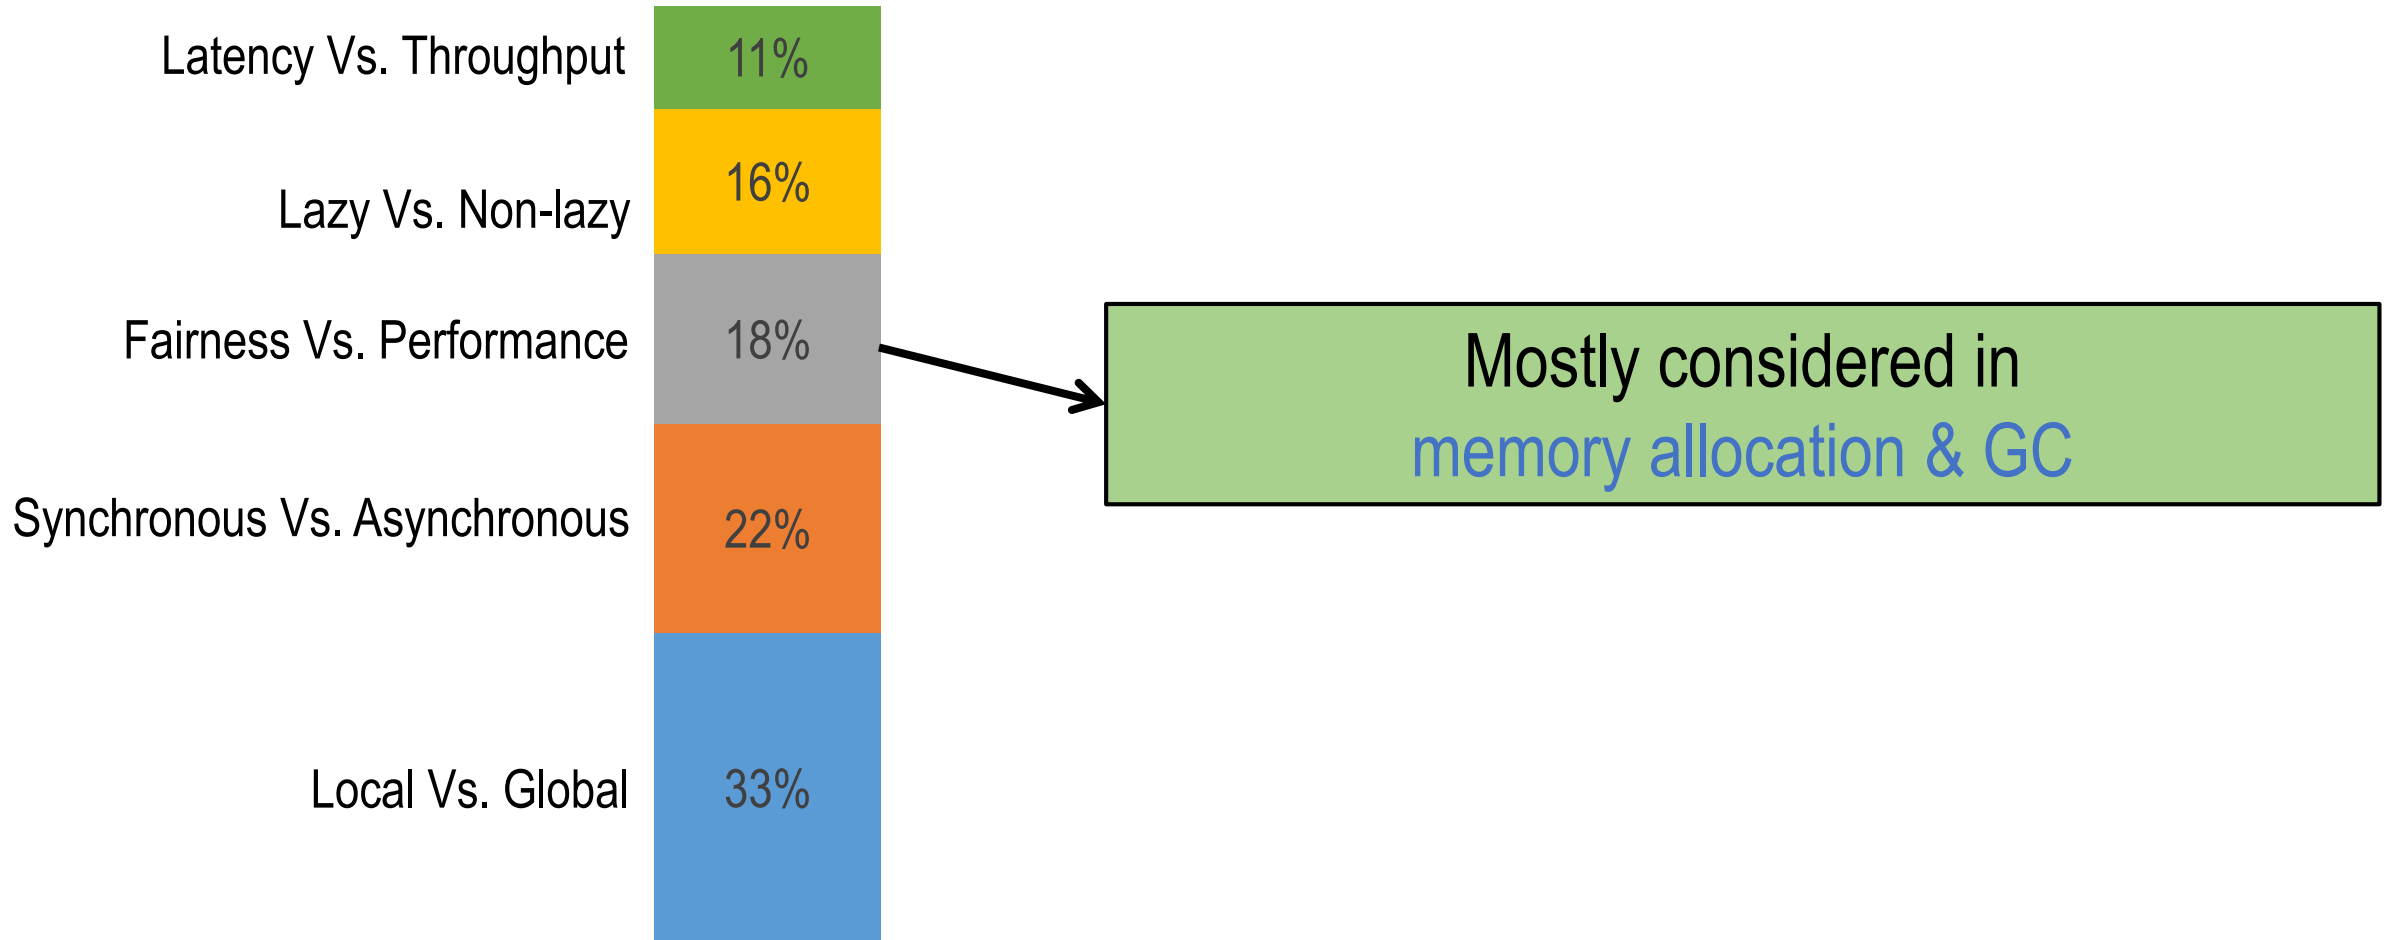 Latency Vs. Throughput
11%
Lazy Vs. Non-lazy
16%
Fairness Vs. Performance
18%
Mostly considered in
memory allocation & GC
Synchronous Vs. Asynchronous
22%
Local Vs. Global
33%